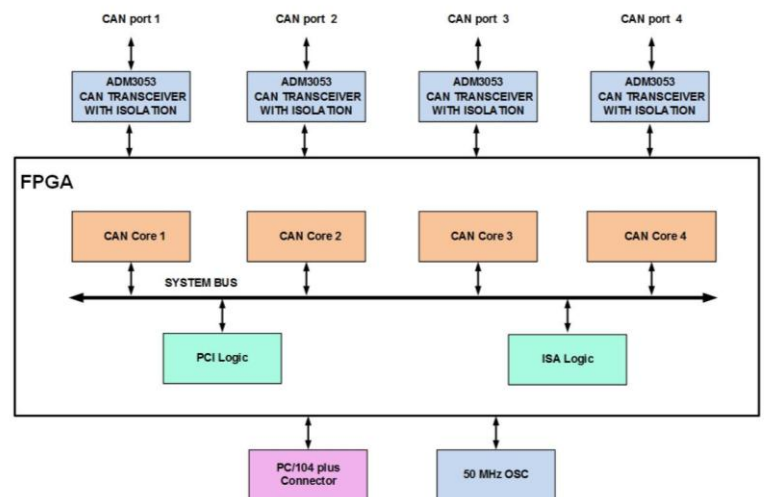 CAN port 1
CAN port 2
CAN port 3
CAN port 4
ADM3053
CAN TRANSCEIVER
WITH ISOLATION
ADM3053
CAN TRANSCEIVER
WITH ISOLATION
ADM3053
CAN TRANSCEIVER
WITH ISOLATION
ADM3053
CAN TRANSCEIVER
WITH ISOLATION
FPGA
CAN Core 1
CAN Core 2
CAN Core 3
CAN Core 4
SYSTEM BUS
PCI Logic
ISA Logic
PC/104 plus
Connector
50 MHz OSC